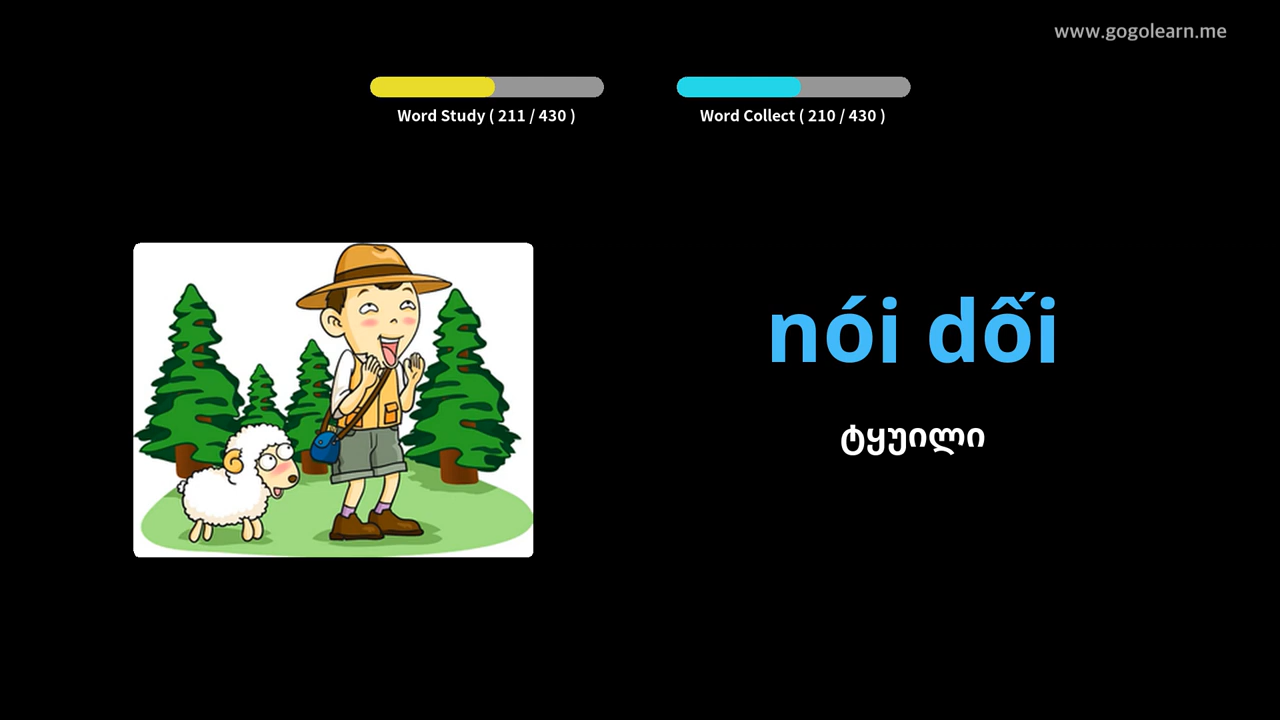 www.gogolearn.me
Word Study ( 211 / 430 )
Word Collect ( 210 / 430 )
nói dối
ტყუილი